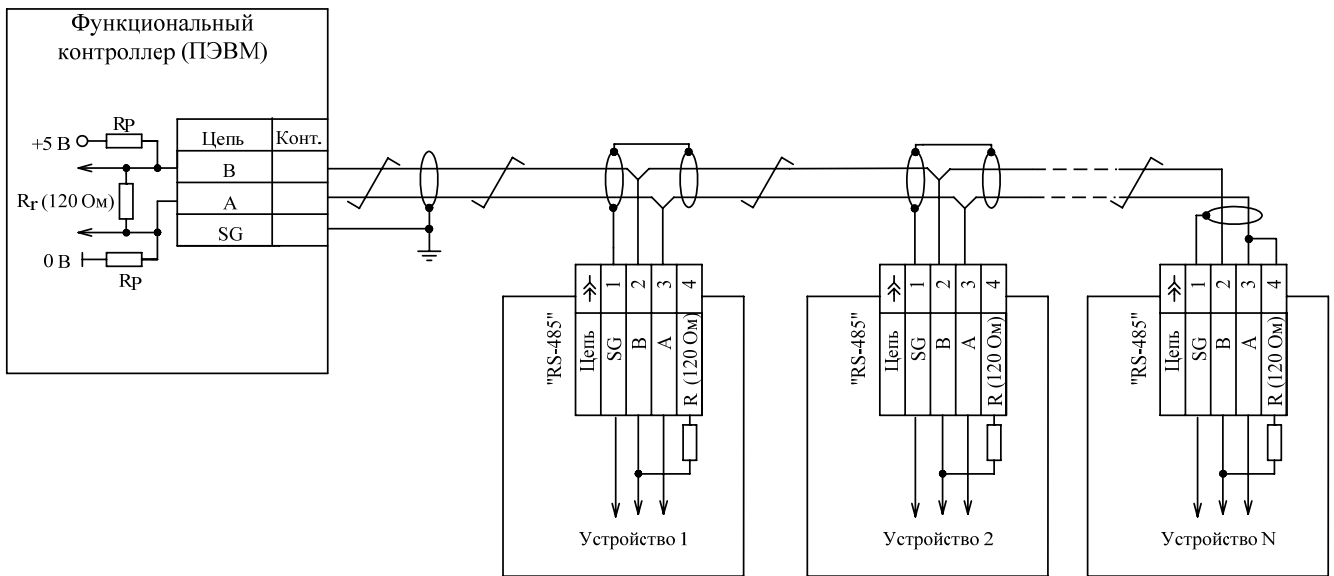 Функциональный
контроллер (ПЭВМ)
+5 В
Rр
Цепь
Конт.
В
Rг (120 Ом)
А
SG
0 В
Rр
1
2
3
4
"RS-485"
Цепь
SG
В
А
R (120 Ом)
Устройство 1
1
2
3
4
"RS-485"
Цепь
SG
В
А
R (120 Ом)
Устройство 2
1
2
3
4
"RS-485"
Цепь
SG
В
А
R (120 Ом)
Устройство N